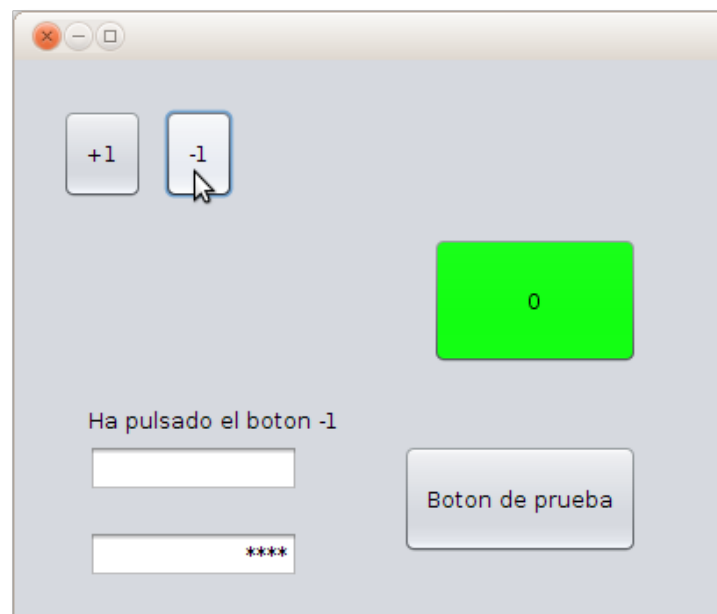 +1
-1
0
Ha pulsado el boton -1
Boton de prueba
****